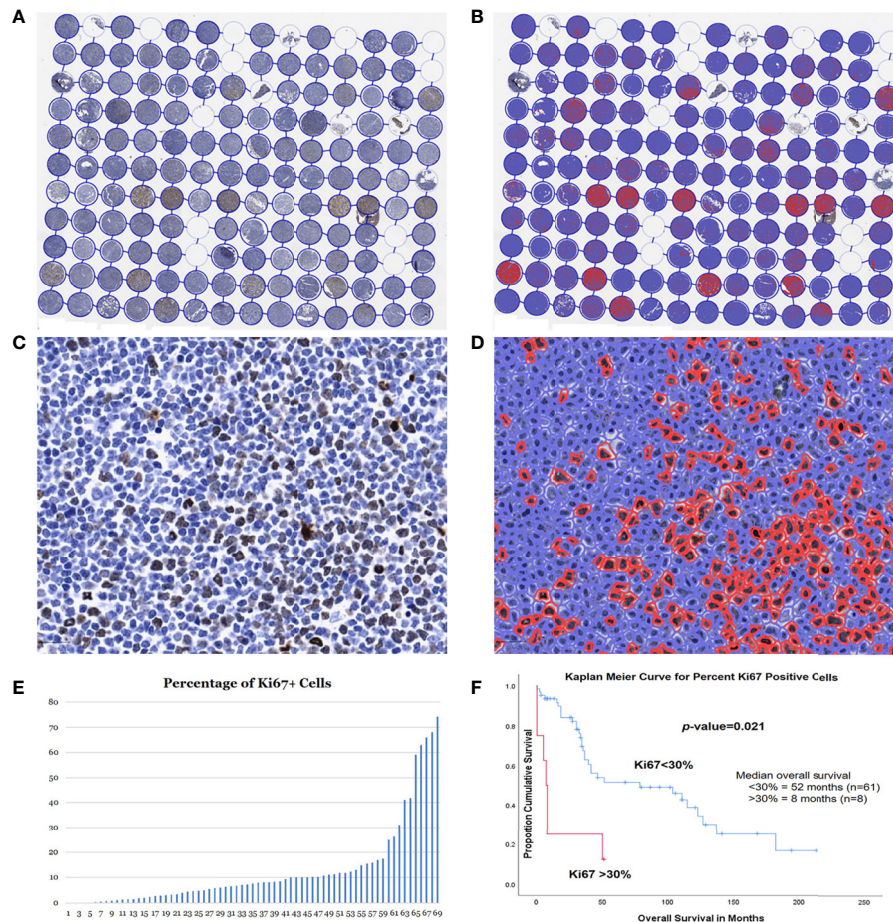 A
B
C
D
E
Percentage of Ki67+ Cells
80
70
60
50
40
30
20
10
0
1 3 5 7 9 11 13 15 17 19 21 23 25 27 29 31 33 35 37 39 41 43 45 47 49 51 53 55 57 59 61 63 65 67 69
F
Kaplan Meier Curve for Percent Ki67 Positive Cells
Proportion Cumulative Survival
1.0
0.8
0.6
0.4
0.2
0.0
p-value=0.021
Ki67<30%
Median overall survival
<30% = 52 months (n=61)
>30% = 8 months (n=8)
Ki67 >30%
0 50 100 150 200 250
Overall Survival in Months